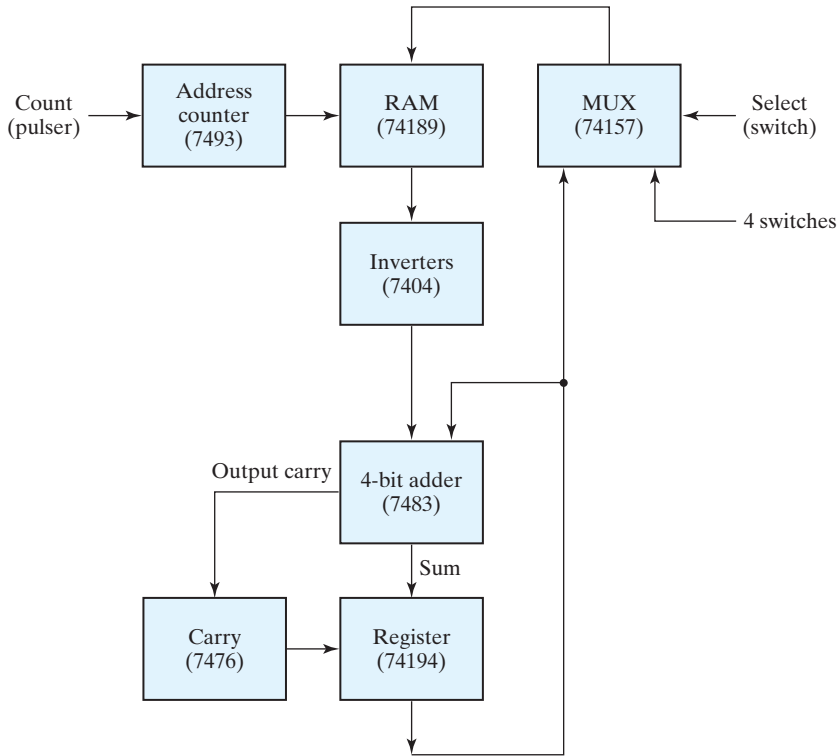 Count
(pulser)
Address
counter
(7493)
RAM
(74189)
MUX
(74157)
Select
(switch)
4 switches
Inverters
(7404)
Output carry
4-bit adder
(7483)
Sum
Carry
(7476)
Register
(74194)